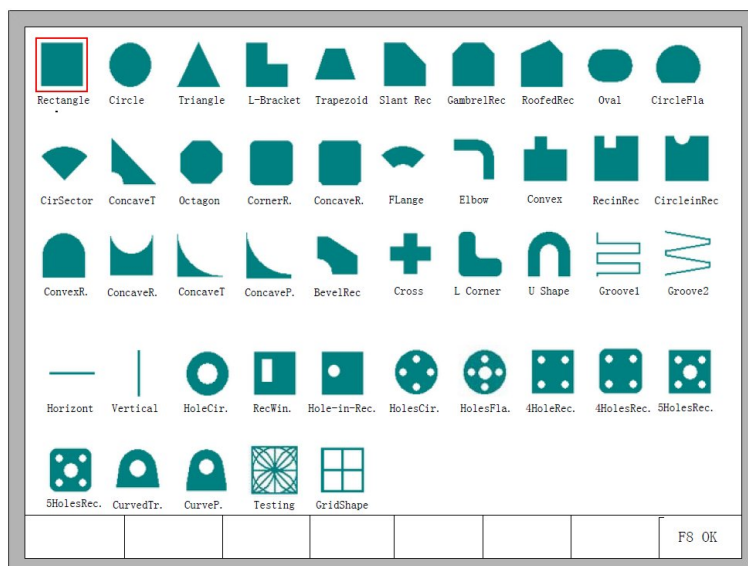 Rectangle Circle Triangle L-Bracket Trapezoid Slant Rec GambrelRec RoofedRec Oval CircleFla
CirSector ConcaveT Octagon CornerR. ConcaveR. FLange Elbow Convex RecinRec CircleinRec
ConvexR. ConcaveR. ConcaveT ConcaveP. BevelRec Cross L Corner U Shape Groove1 Groove2
Horizont Vertical HoleCir. RecWin. Hole-in-Rec. HolesCir. HolesFla. 4HoleRec. 4HolesRec. 5HolesRec.
5HolesRec. CurvedTr. CurveP. Testing GridShape
F8 OK